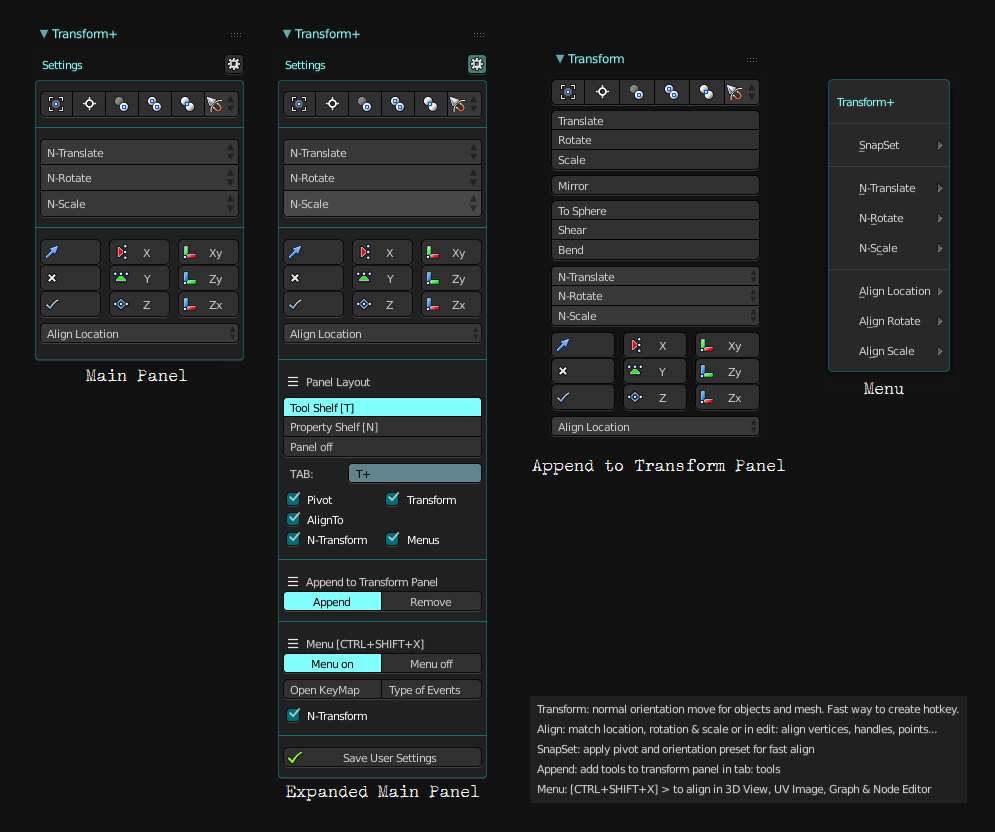 Transform+
Settings
N-Translate
N-Rotate
N-Scale
X Xy
Y Zy
Z Zx
Align Location
Main Panel
Transform+
Settings
N-Translate
N-Rotate
N-Scale
X Xy
Y Zy
Z Zx
Align Location
Panel Layout
Tool Shelf [T]
Property Shelf [N]
Panel off
TAB: T+
Pivot Transform
AlignTo
N-Transform Menus
Append to Transform Panel
Append Remove
Menu [CTRL+SHIFT+X]
Menu on Menu off
Open KeyMap Type of Events
N-Transform
Save User Settings
Expanded Main Panel
Transform
Translate
Rotate
Scale
Mirror
To Sphere
Shear
Bend
N-Translate
N-Rotate
N-Scale
X Xy
Y Zy
Z Zx
Align Location
Append to Transform Panel
Transform+
SnapSet
N-Translate
N-Rotate
N-Scale
Align Location
Align Rotate
Align Scale
Menu
Transform: normal orientation move for objects and mesh. Fast way to create hotkey.
Align: match location, rotation & scale or in edit: align vertices, handles, points...
SnapSet: apply pivot and orientation preset for fast align
Append: add tools to transform panel in tab: tools
Menu: [CTRL+SHIFT+X] > to align in 3D View, UV Image, Graph & Node Editor